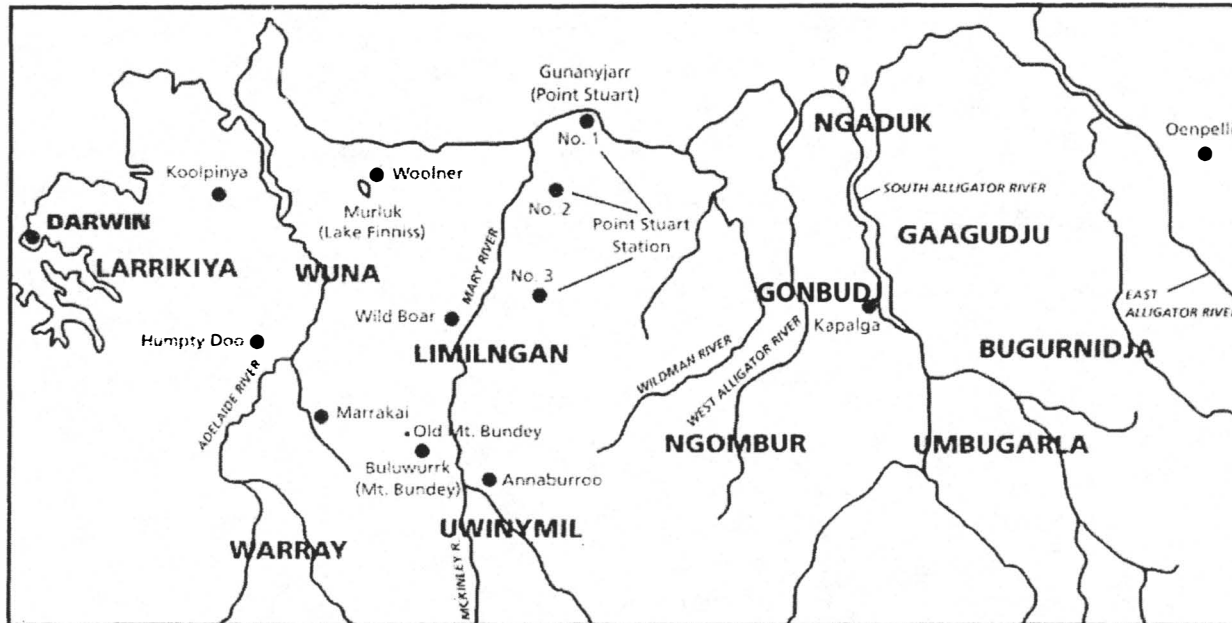 Gunanyjarr
(Point Stuart)
No. 1
NGADUK
Koolpinya
Woolner
SOUTH ALLIGATOR RIVER
Murluk
(Lake Finniss)
No. 2
Point Stuart
Station
DARWIN
GAAGUDJU
LARRIKIYA
WUNA
MARY RIVER
No. 3
GONBUDJ
Kapalga
EAST
ALLIGATOR RIVER
Wild Boar
Humpty Doo
LIMILNGAN
BUGURNIDJA
WILDMAN RIVER
WEST ALLIGATOR RIVER
ADELAIDE RIVER
Marrakai
Old Mt. Bundey
NGOMBUR
UMBUGARLA
Buluwurrk
(Mt. Bundey)
Annaburroo
UWINYMIL
WARRAY
MCKINLEY R.